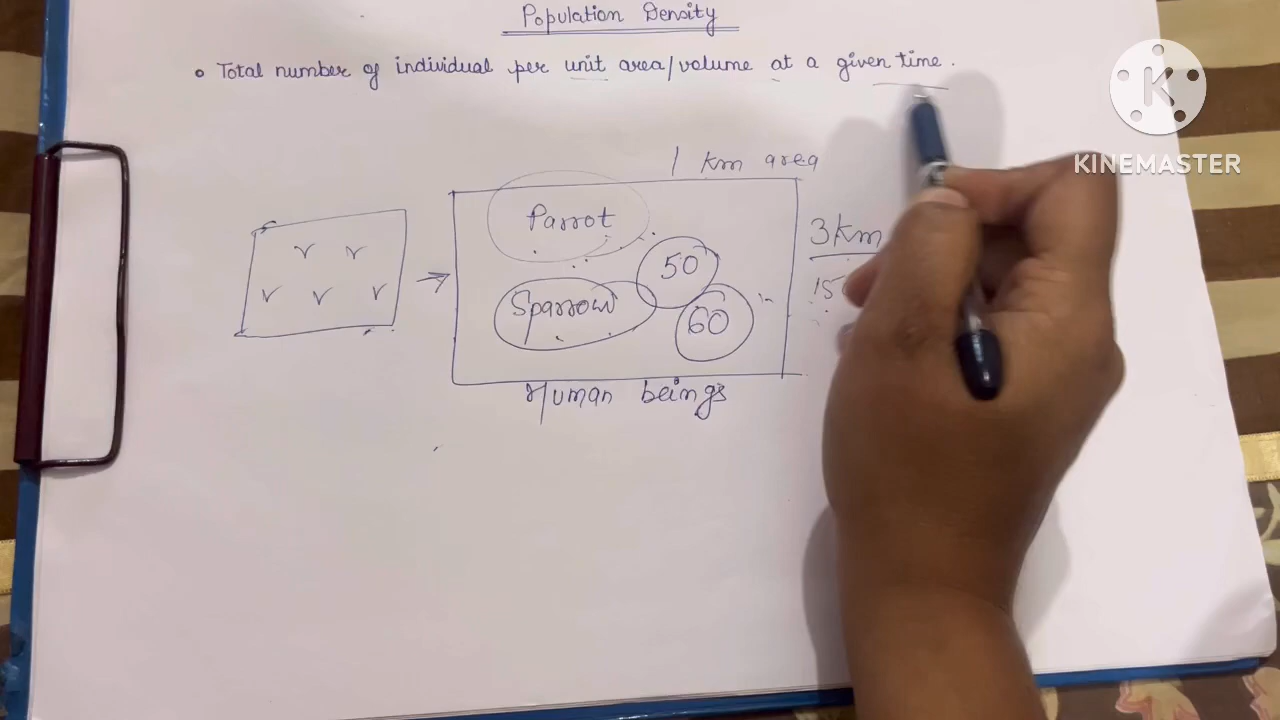 Population Density
• Total number of individual per unit area/volume at a given time.
1 km area
Parrot
50
3km
Sparrow
60
Human beings
KINEMASTER